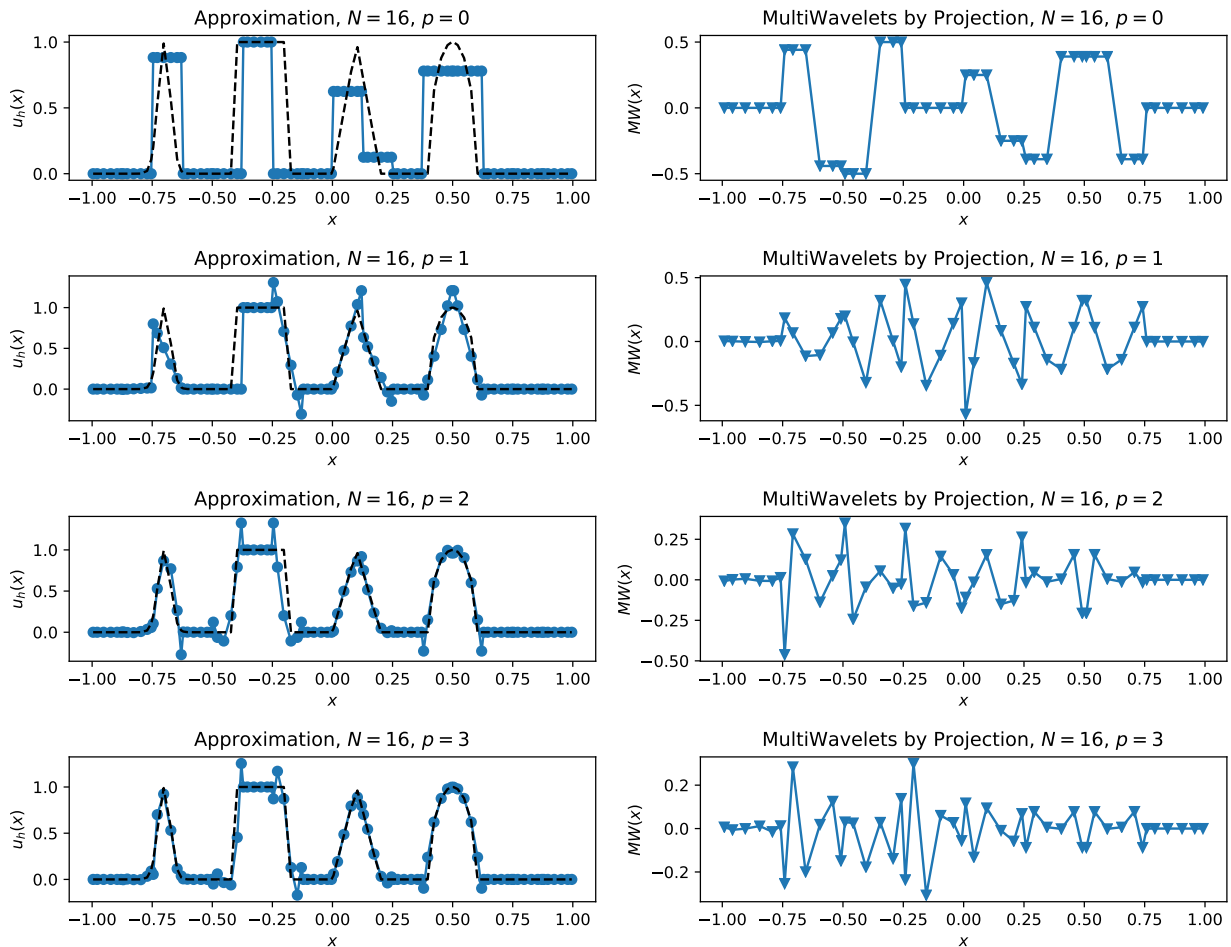 Approximation, N = 16, p = 0
1.0
0.5
0.0
u_h(x)
−1.00 −0.75 −0.50 −0.25 0.00 0.25 0.50 0.75 1.00
x
MultiWavelets by Projection, N = 16, p = 0
0.5
0.0
−0.5
MW(x)
−1.00 −0.75 −0.50 −0.25 0.00 0.25 0.50 0.75 1.00
x
Approximation, N = 16, p = 1
1.0
0.5
0.0
u_h(x)
−1.00 −0.75 −0.50 −0.25 0.00 0.25 0.50 0.75 1.00
x
MultiWavelets by Projection, N = 16, p = 1
0.5
0.0
−0.5
MW(x)
−1.00 −0.75 −0.50 −0.25 0.00 0.25 0.50 0.75 1.00
x
Approximation, N = 16, p = 2
1.0
0.5
0.0
u_h(x)
−1.00 −0.75 −0.50 −0.25 0.00 0.25 0.50 0.75 1.00
x
MultiWavelets by Projection, N = 16, p = 2
0.25
0.00
−0.25
−0.50
MW(x)
−1.00 −0.75 −0.50 −0.25 0.00 0.25 0.50 0.75 1.00
x
Approximation, N = 16, p = 3
1.0
0.5
0.0
u_h(x)
−1.00 −0.75 −0.50 −0.25 0.00 0.25 0.50 0.75 1.00
x
MultiWavelets by Projection, N = 16, p = 3
0.2
0.0
−0.2
MW(x)
−1.00 −0.75 −0.50 −0.25 0.00 0.25 0.50 0.75 1.00
x